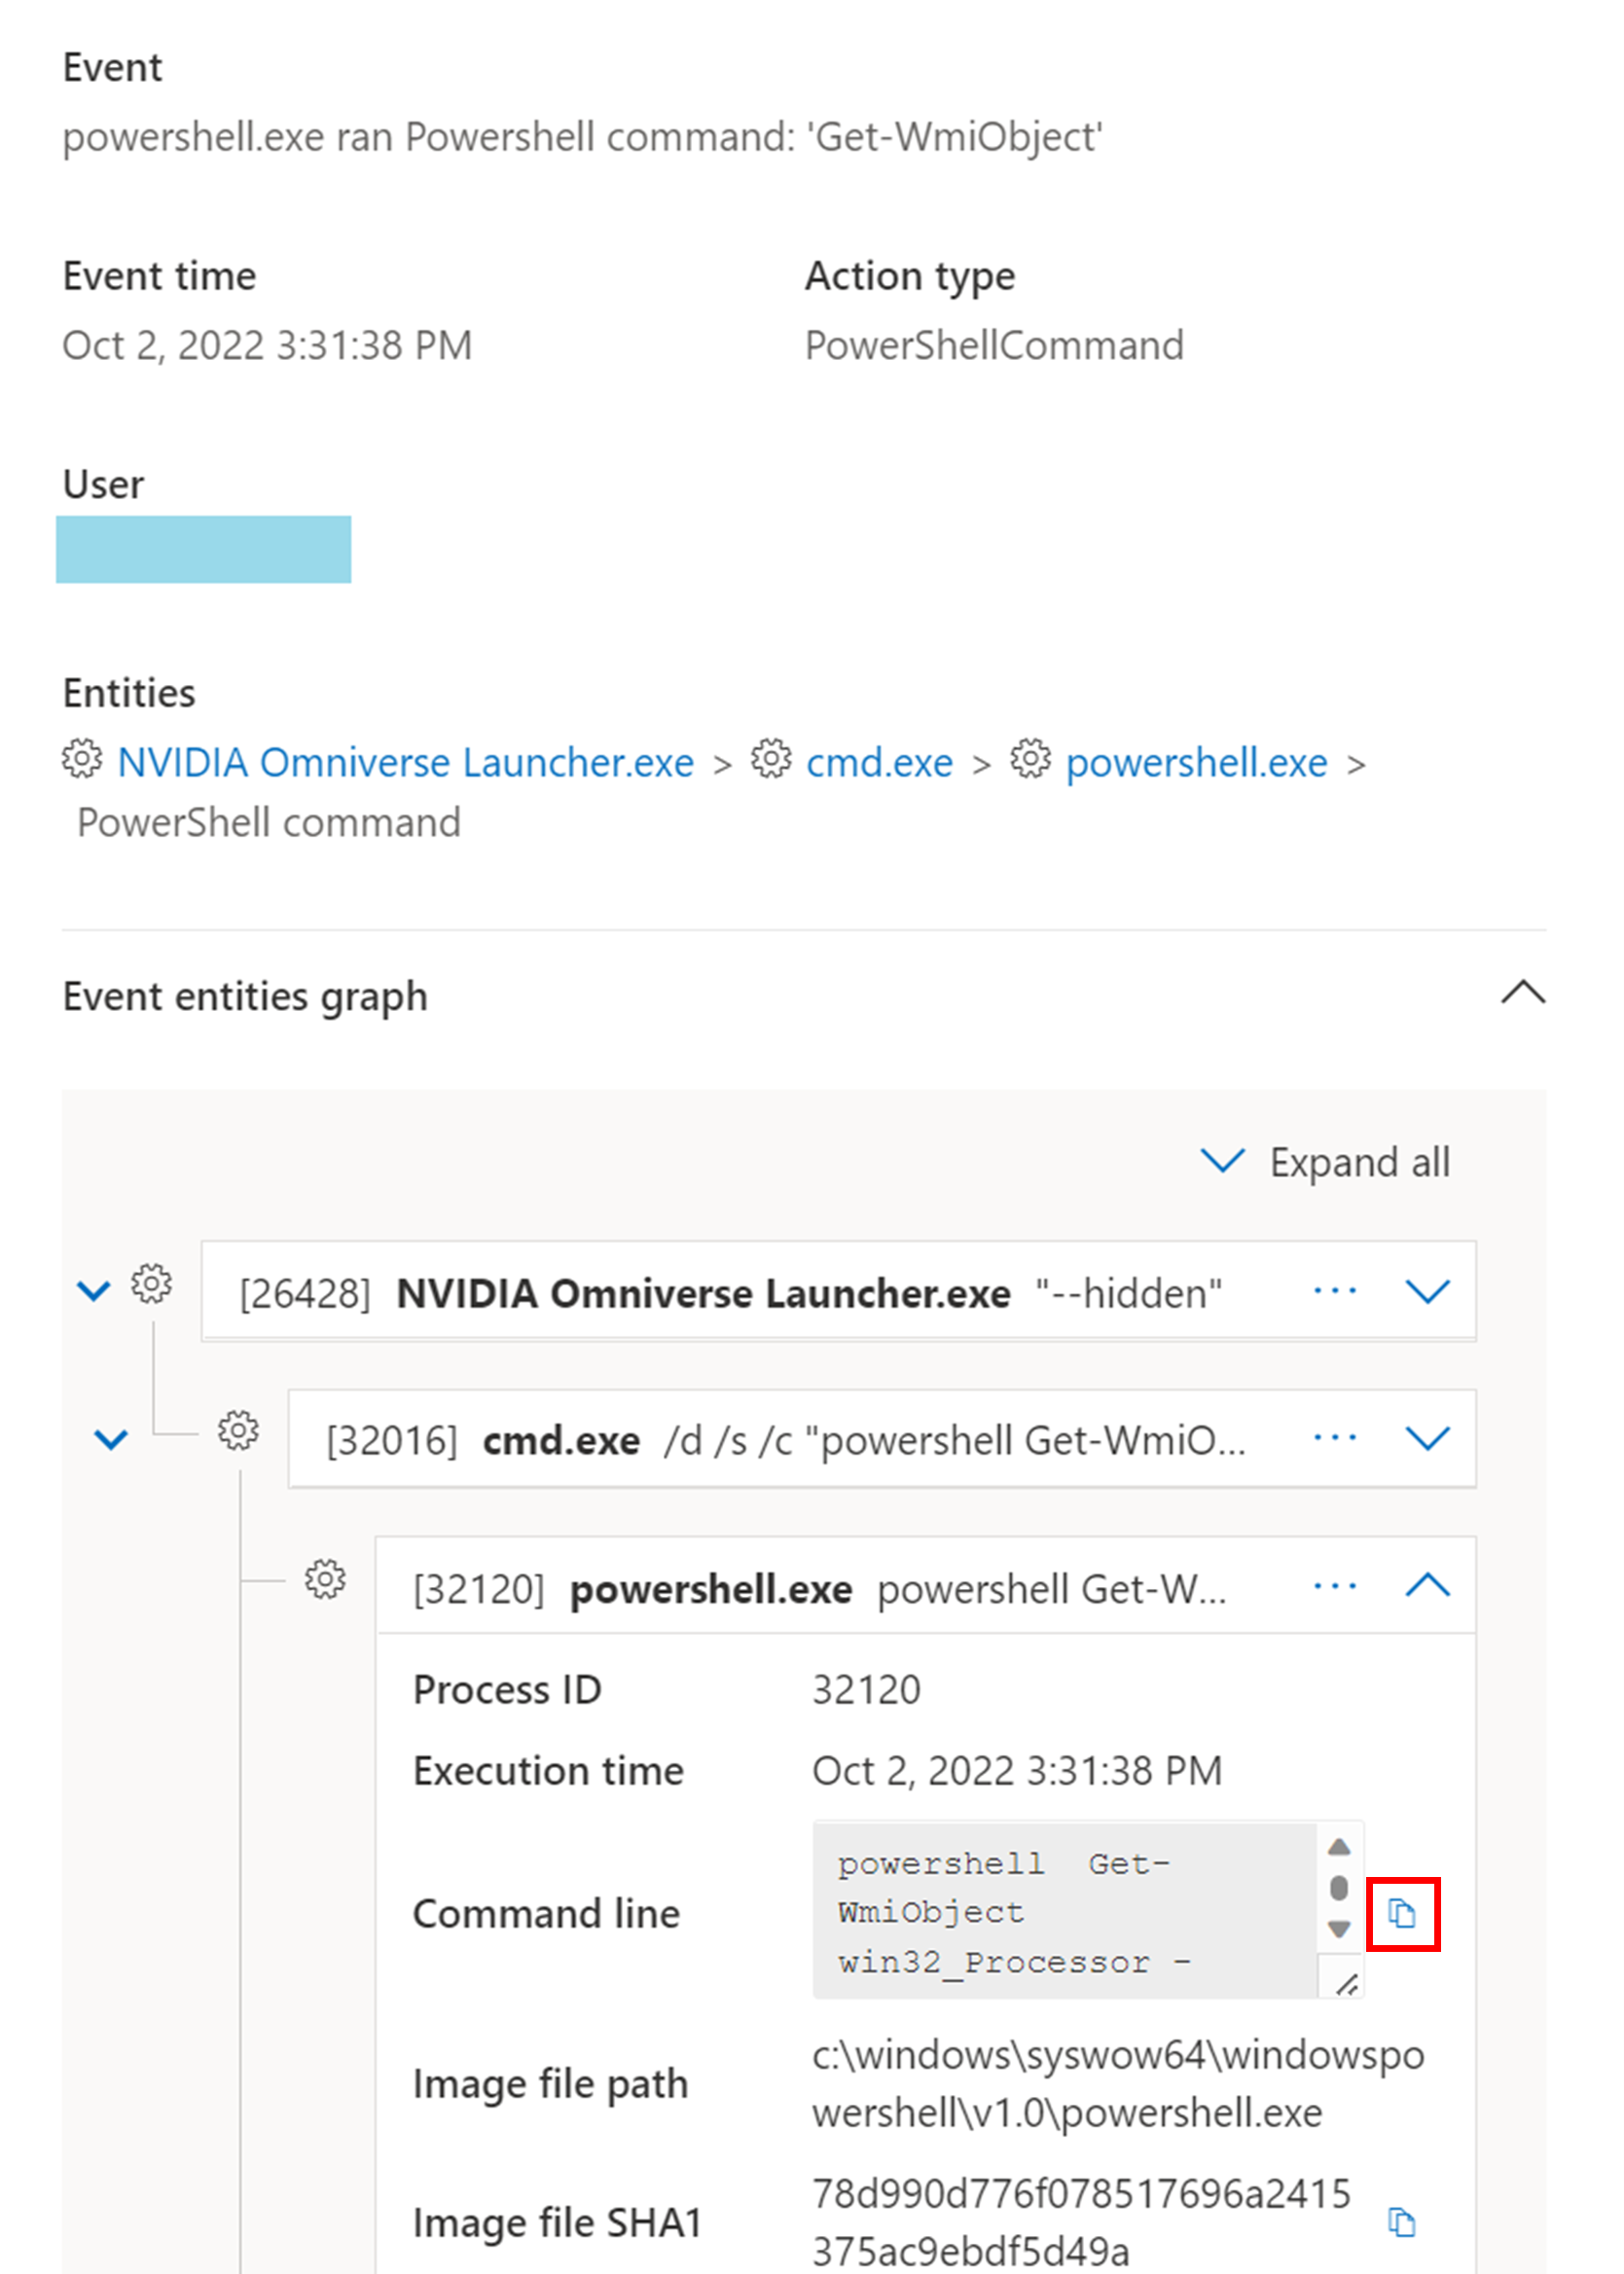 Event
powershell.exe ran Powershell command: 'Get-WmiObject'
Event time
Oct 2, 2022 3:31:38 PM
Action type
PowerShellCommand
User
Entities
NVIDIA Omniverse Launcher.exe > cmd.exe > powershell.exe >
PowerShell command
Event entities graph
Expand all
[26428] NVIDIA Omniverse Launcher.exe "--hidden" ...
[32016] cmd.exe /d /s /c "powershell Get-WmiO... ...
[32120] powershell.exe powershell Get-W... ...
Process ID 32120
Execution time Oct 2, 2022 3:31:38 PM
Command line
powershell  Get-
WmiObject
win32_Processor -
Image file path
c:\windows\syswow64\windowspo
wershell\v1.0\powershell.exe
Image file SHA1
78d990d776f078517696a2415
375ac9ebdf5d49a